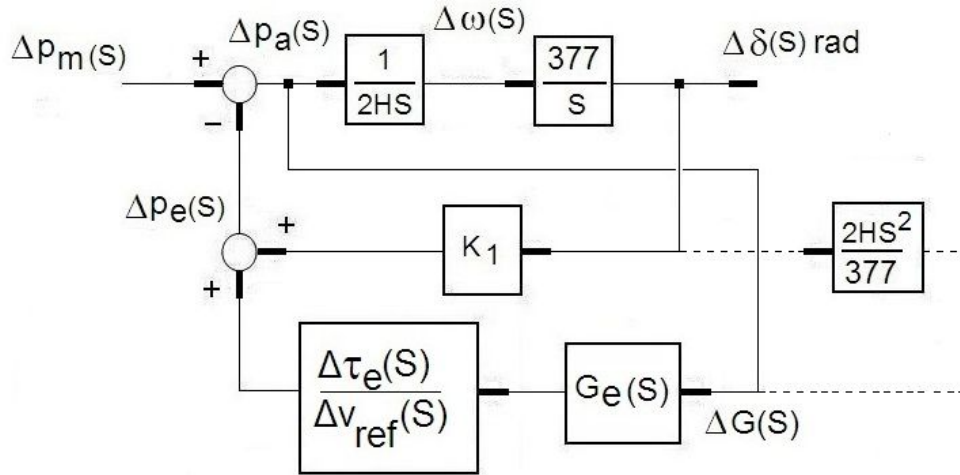 Δp_m(S)
+
−
Δp_a(S)
1
2HS
Δω(S)
377
S
Δδ(S) rad
Δp_e(S)
+
+
K_1
2HS^2
377
Δτ_e(S)
Δv_ref(S)
G_e(S)
ΔG(S)